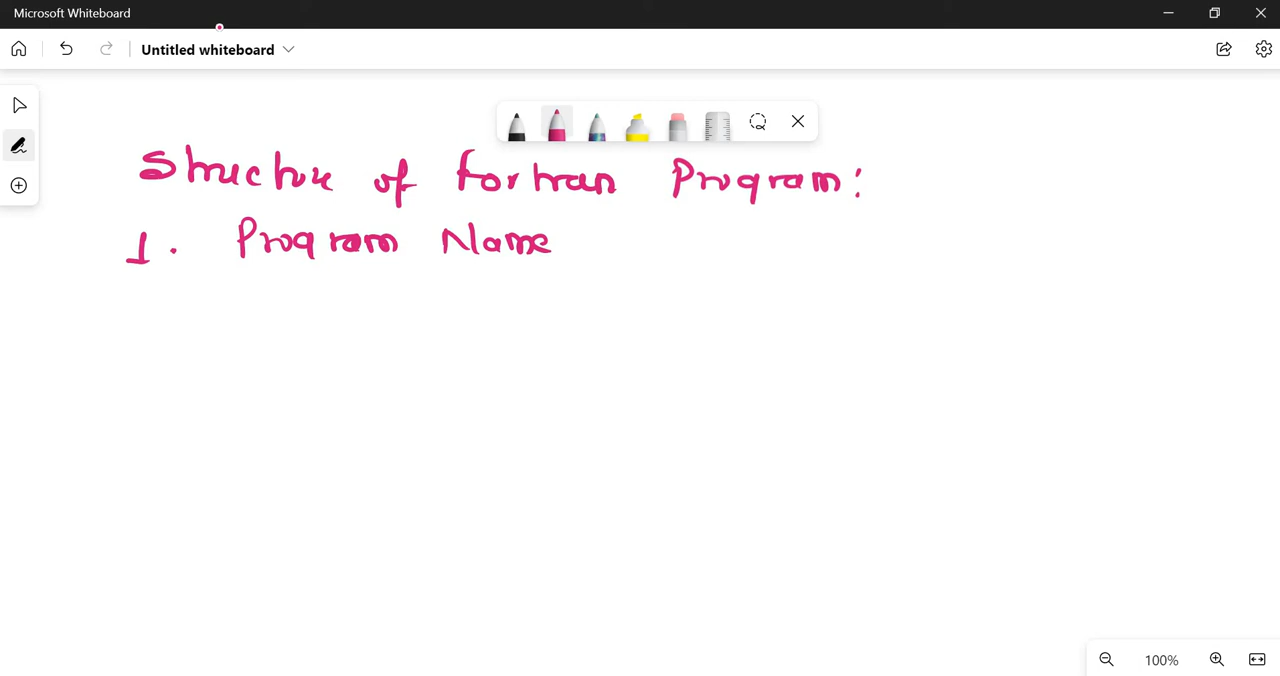 Microsoft Whiteboard
Untitled whiteboard
Structure of Fortran Program:
1. Program Name
100%